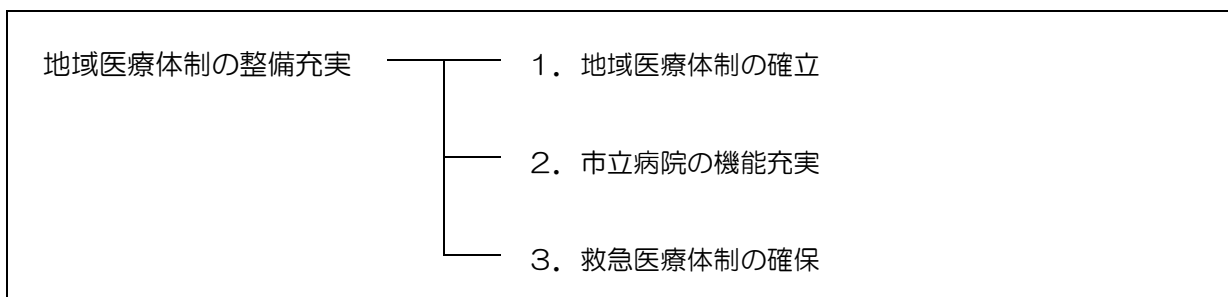 地域医療体制の整備充実
１．地域医療体制の確立
２．市立病院の機能充実
３．救急医療体制の確保